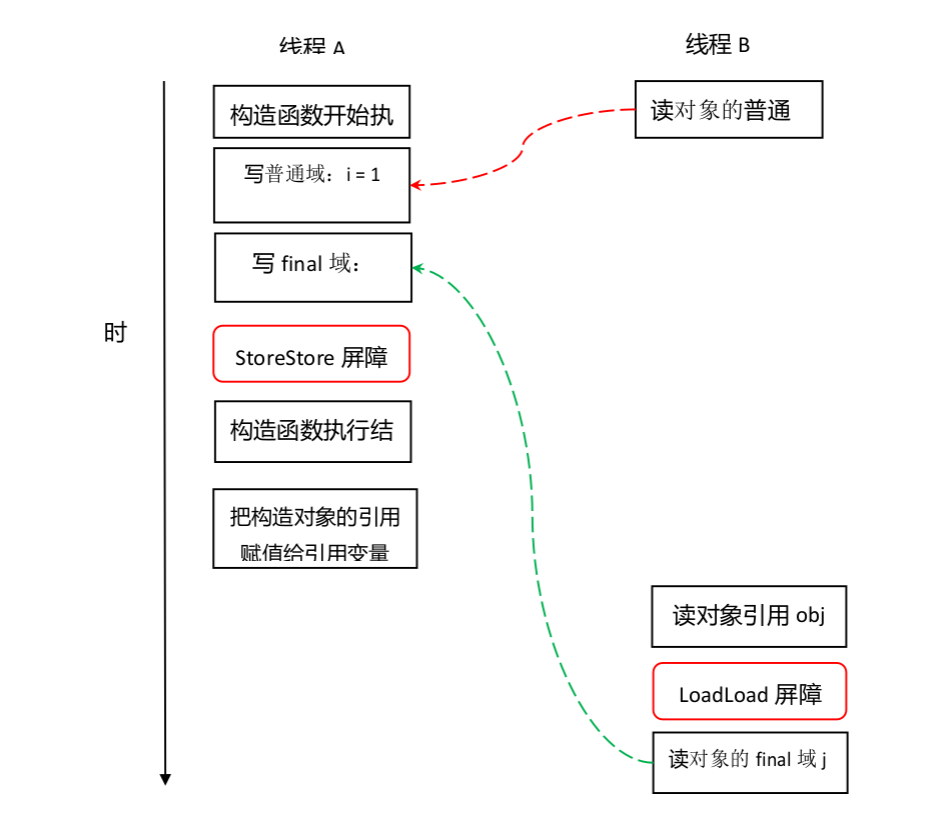 线程 A
线程 B
构造函数开始执
读对象的普通
写普通域：i = 1
写 final 域：
时
StoreStore 屏障
构造函数执行结
把构造对象的引用
赋值给引用变量
读对象引用 obj
LoadLoad 屏障
读对象的 final 域 j